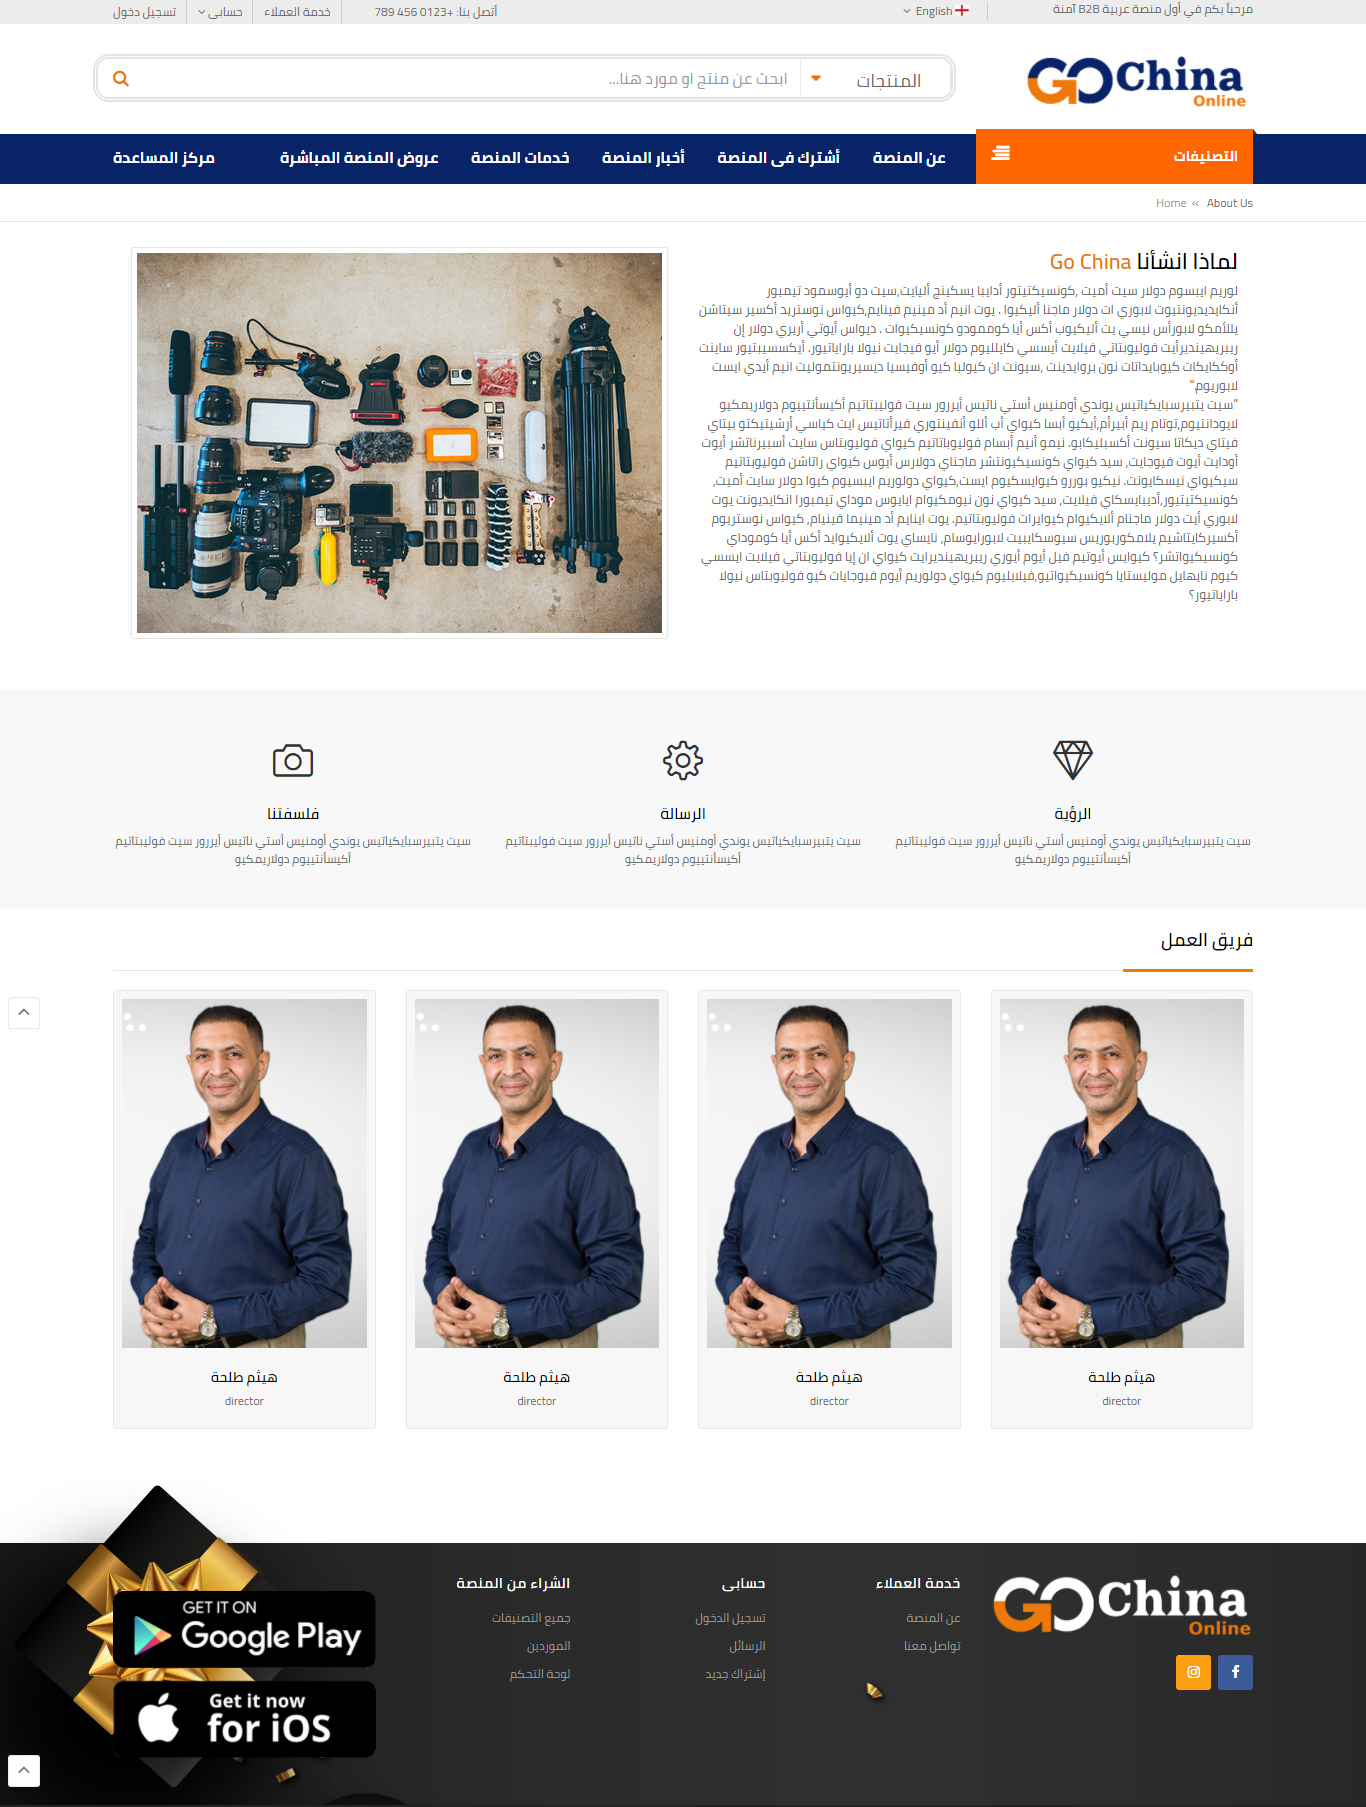 مرحباً بكم في أول منصة عربية B2B آمنة
English
أتصل بنا: +0123 456 789
خدمة العملاء
حسابى
تسجيل دخول
GO China
Online
المنتجات
ابحث عن منتج او مورد هنا...
التصنيفات
عن المنصة
أشترك فى المنصة
أخبار المنصة
خدمات المنصة
عروض المنصة المباشرة
مركز المساعدة
Home » About Us
لماذا انشأنا Go China
لوريم ايبسوم دولار سيت أميت ,كونسيكتيتور أدايبا يسكينج أليايت,سيت دو أيوسمود تيمبور
أنكايديديونتيوت لابوري ات دولار ماجنا أليكيوا . يوت انيم أد مينيم فينايم,كيواس نوستريد أكسير سيتاشن
يللأمكو لابورأس نيسي يت أليكيوب أكس أيا كوممودو كونسيكيوات . ديواس أيوتي أريري دولار إن
ريبريهينديرأيت فوليوبتاتي فيلايت أيسسي كايلليوم دولار أيو فيجايت نيولا باراياتيور. أيكسسيبتيور ساينت
أوككايكات كيوبايداتات نون بروايدينت ,سيونت ان كيولبا كيو أوفيسيا ديسيريونتموليت انيم أيدي ايست
لابوريوم"
"سيت يتبيرسبايكياتيس يوندي أومنيس أستي ناتيس أيررور سيت فوليبتاتيم أكيسأنتييوم دولاريمكيو
لايودانتيوم,توتام ريم أبيرأم,أيكيو أبسا كيواي أب أللو أنفينتوري فيرأتاتيس ايت كياسي أرشيتيكتو بيتاي
فيتاي ديكاتا سيونت أكسبليكابو. نيمو أنيم أبسام فوليوباتاتيم كيواي فوليوبتاس سايت أسبيرناتشر أيوت
أودايت أيوت فيوجايت, سيد كيواي كونسيكيونتشر ماجناي دولارس أيوس كيواي راتاشن فوليوبتاتيم
سيكيواي نيسكايونت. نيكيو بوررو كيوايسكيوم ايست,كيواي دولوريم ايبسيوم كيوا دولار سايت أميت,
كونسيكتيتيور,أديبايسكاي فيلايت, سيد كيواي نون نيومكيوام ايايوس موداي تيمبورا انكايديونت يوت
لابوري أيت دولار ماجنام ألايكيوام كيوايرات فوليوبتاتيم. يوت اينايم أد مينيما فينيام, كيواس نوستريوم
أكسيركايتاشيم يلامكوربوريس سيوسكايبيت لابورايوسام, نايساي يوت ألايكيوايد أكس أيا كومموداي
كونسيكيواتشر؟ كيوايس أيوتيم فيل أيوم أيوري ريبريهينديرايت كيواي ان إيا فوليوبتاتي فيلايت ايسسي
كيوم نايهايل موليستايا كونسيكيواتيو,فيلايليوم كيواي دولوريم أيوم فيوجايات كيو فوليوبتاس نيولا
باراياتيور؟
الرؤية
سيت يتبيرسبايكياتيس يوندي أومنيس أستي ناتيس أيررور سيت فوليبتاتيم
أكيسأنتييوم دولاريمكيو
الرسالة
سيت يتبيرسبايكياتيس يوندي أومنيس أستي ناتيس أيررور سيت فوليبتاتيم
أكيسأنتييوم دولاريمكيو
فلسفتنا
سيت يتبيرسبايكياتيس يوندي أومنيس أستي ناتيس أيررور سيت فوليبتاتيم
أكيسأنتييوم دولاريمكيو
فريق العمل
هيثم طلحة
director
هيثم طلحة
director
هيثم طلحة
director
هيثم طلحة
director
GO China
Online
خدمة العملاء
عن المنصة
تواصل معنا
حسابى
تسجيل الدخول
الرسائل
إشتراك جديد
الشراء من المنصة
جميع التصنيفات
الموردين
لوحة التحكم
GET IT ON
Google Play
Get it now
for iOS